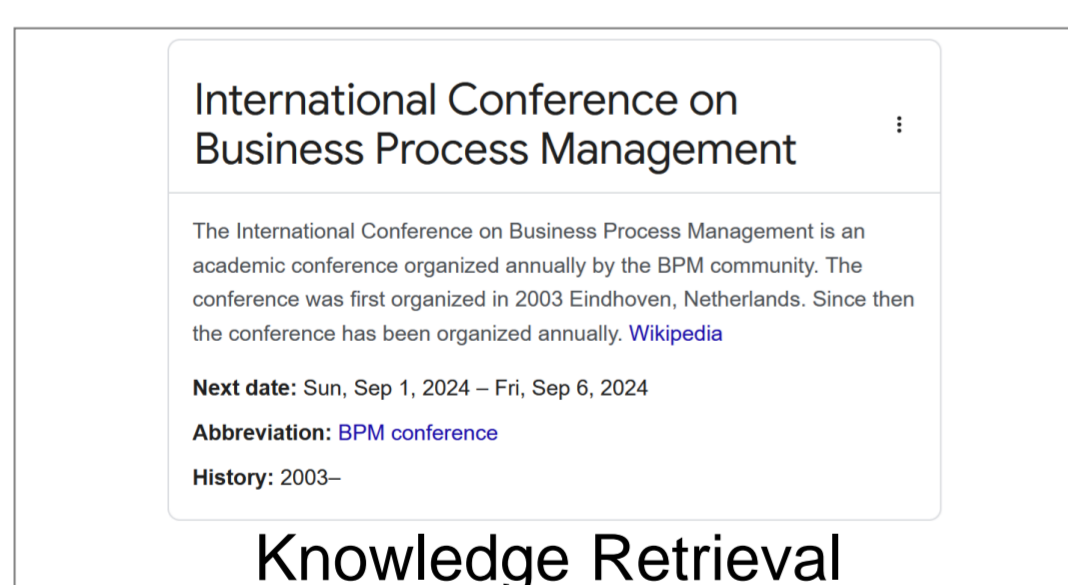 International Conference on
Business Process Management
The International Conference on Business Process Management is an
academic conference organized annually by the BPM community. The
conference was first organized in 2003 Eindhoven, Netherlands. Since then
the conference has been organized annually. Wikipedia
Next date: Sun, Sep 1, 2024 – Fri, Sep 6, 2024
Abbreviation: BPM conference
History: 2003–
Knowledge Retrieval